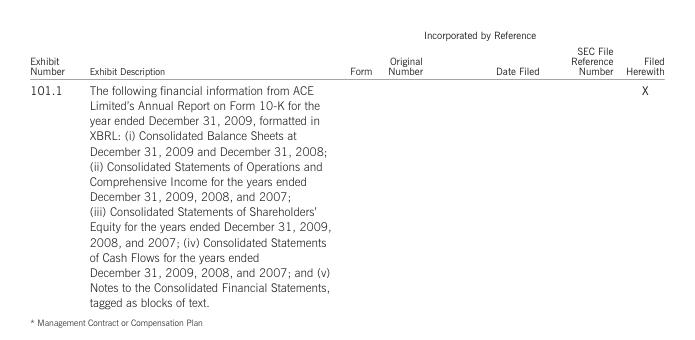 Incorporated by Reference
Exhibit Number Exhibit Description Form Original Number Date Filed SEC File Reference Number Filed Herewith
101.1 The following financial information from ACE X
Limited's Annual Report on Form 10-K for the
year ended December 31, 2009, formatted in
XBRL: (i) Consolidated Balance Sheets at
December 31, 2009 and December 31, 2008;
(ii) Consolidated Statements of Operations and
Comprehensive Income for the years ended
December 31, 2009, 2008, and 2007;
(iii) Consolidated Statements of Shareholders'
Equity for the years ended December 31, 2009,
2008, and 2007; (iv) Consolidated Statements
of Cash Flows for the years ended
December 31, 2009, 2008, and 2007; and (v)
Notes to the Consolidated Financial Statements,
tagged as blocks of text.
* Management Contract or Compensation Plan